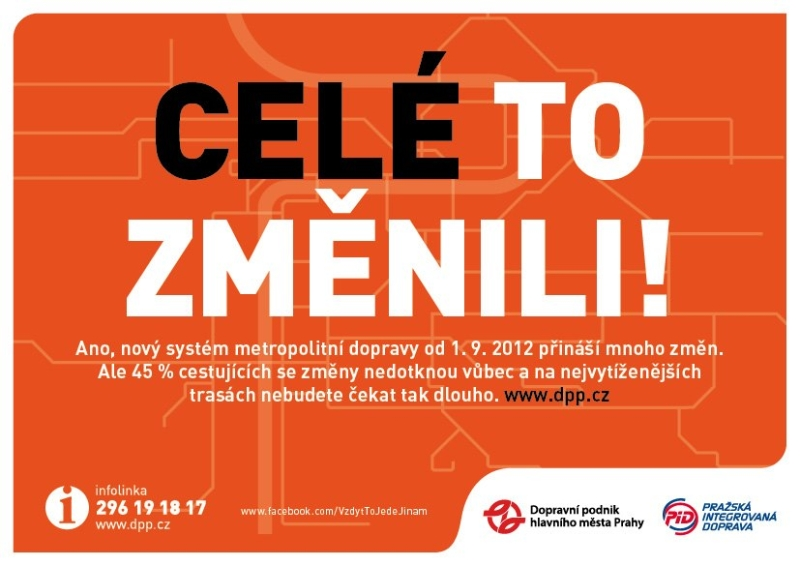 CELÉ TO
ZMĚNILI!
Ano, nový systém metropolitní dopravy od 1. 9. 2012 přináší mnoho změn.
Ale 45 % cestujících se změny nedotknou vůbec a na nejvytíženějších
trasách nebudete čekat tak dlouho. www.dpp.cz
i
infolinka
296 19 18 17
www.dpp.cz
www.facebook.com/VzdytToJedeJinam
Dopravní podnik
hlavního města Prahy
PID
PRAŽSKÁ
INTEGROVANÁ
DOPRAVA